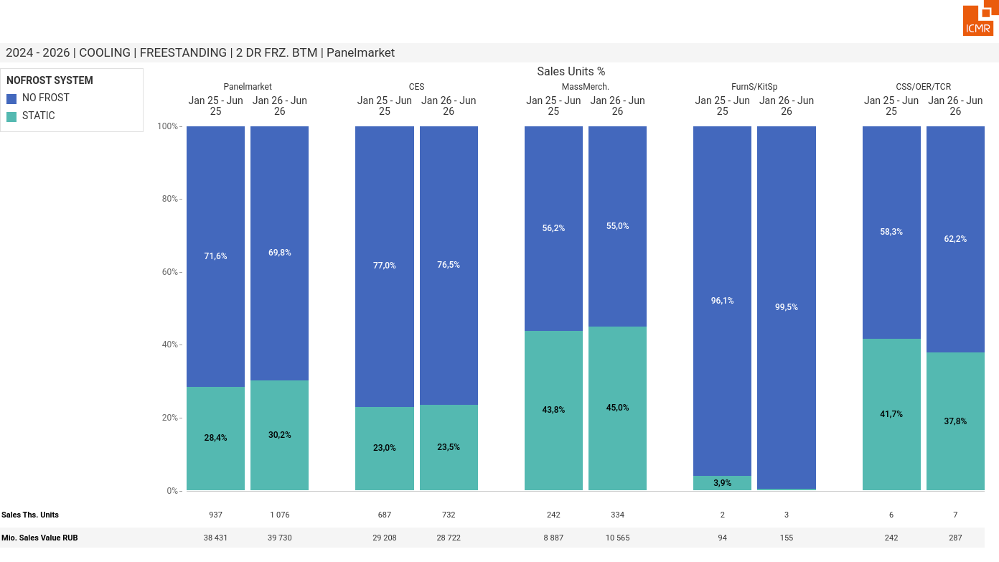 ICMR
2024 - 2026 | COOLING | FREESTANDING | 2 DR FRZ. BTM | Panelmarket
NOFROST SYSTEM
NO FROST
STATIC
Sales Units %
Panelmarket CES MassMerch. FurnS/KitSp CSS/OER/TCR
Jan 25 - Jun 25 Jan 26 - Jun 26 Jan 25 - Jun 25 Jan 26 - Jun 26 Jan 25 - Jun 25 Jan 26 - Jun 26 Jan 25 - Jun 25 Jan 26 - Jun 26 Jan 25 - Jun 25 Jan 26 - Jun 26
100%
80%
60%
40%
20%
0%
71,6% 69,8% 77,0% 76,5% 56,2% 55,0% 96,1% 99,5% 58,3% 62,2%
28,4% 30,2% 23,0% 23,5% 43,8% 45,0% 3,9% 41,7% 37,8%
Sales Ths. Units 937 1 076 687 732 242 334 2 3 6 7
Mio. Sales Value RUB 38 431 39 730 29 208 28 722 8 887 10 565 94 155 242 287